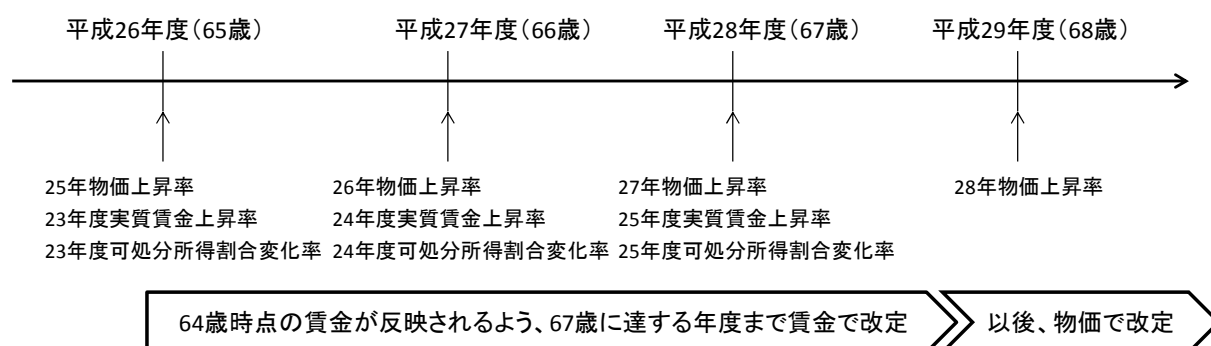 平成26年度(65歳) 平成27年度(66歳) 平成28年度(67歳) 平成29年度(68歳)
25年物価上昇率 26年物価上昇率 27年物価上昇率 28年物価上昇率
23年度実質賃金上昇率 24年度実質賃金上昇率 25年度実質賃金上昇率
23年度可処分所得割合変化率 24年度可処分所得割合変化率 25年度可処分所得割合変化率
64歳時点の賃金が反映されるよう、67歳に達する年度まで賃金で改定 以後、物価で改定